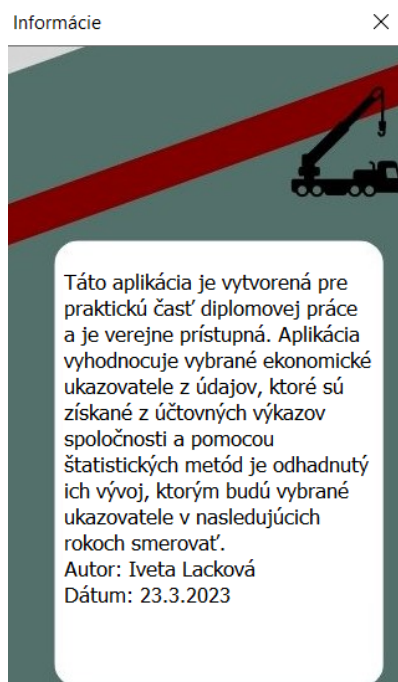 Informácie
Táto aplikácia je vytvorená pre
praktickú časť diplomovej práce
a je verejne prístupná. Aplikácia
vyhodnocuje vybrané ekonomické
ukazovatele z údajov, ktoré sú
získané z účtovných výkazov
spoločnosti a pomocou
štatistických metód je odhadnutý
ich vývoj, ktorým budú vybrané
ukazovatele v nasledujúcich
rokoch smerovať.
Autor: Iveta Lacková
Dátum: 23.3.2023